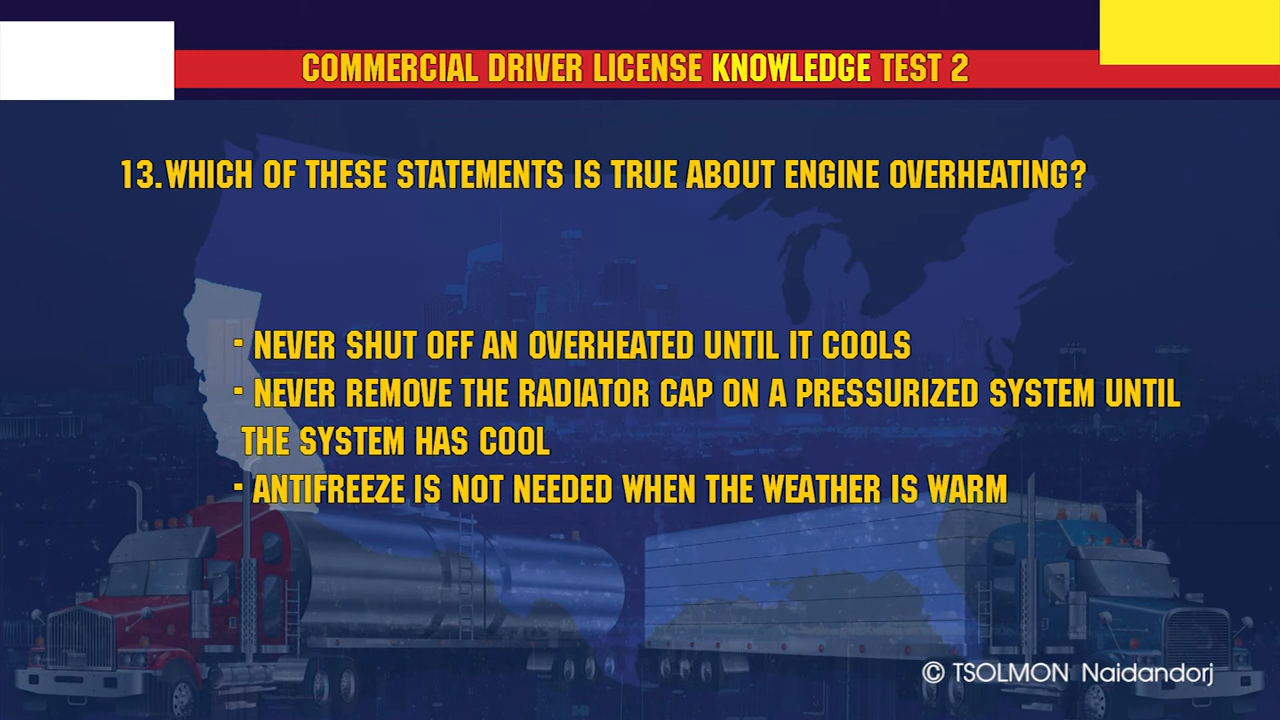 COMMERCIAL DRIVER LICENSE KNOWLEDGE TEST 2
13.WHICH OF THESE STATEMENTS IS TRUE ABOUT ENGINE OVERHEATING?
- NEVER SHUT OFF AN OVERHEATED UNTIL IT COOLS
- NEVER REMOVE THE RADIATOR CAP ON A PRESSURIZED SYSTEM UNTIL
THE SYSTEM HAS COOL
- ANTIFREEZE IS NOT NEEDED WHEN THE WEATHER IS WARM
© TSOLMON Naidandorj